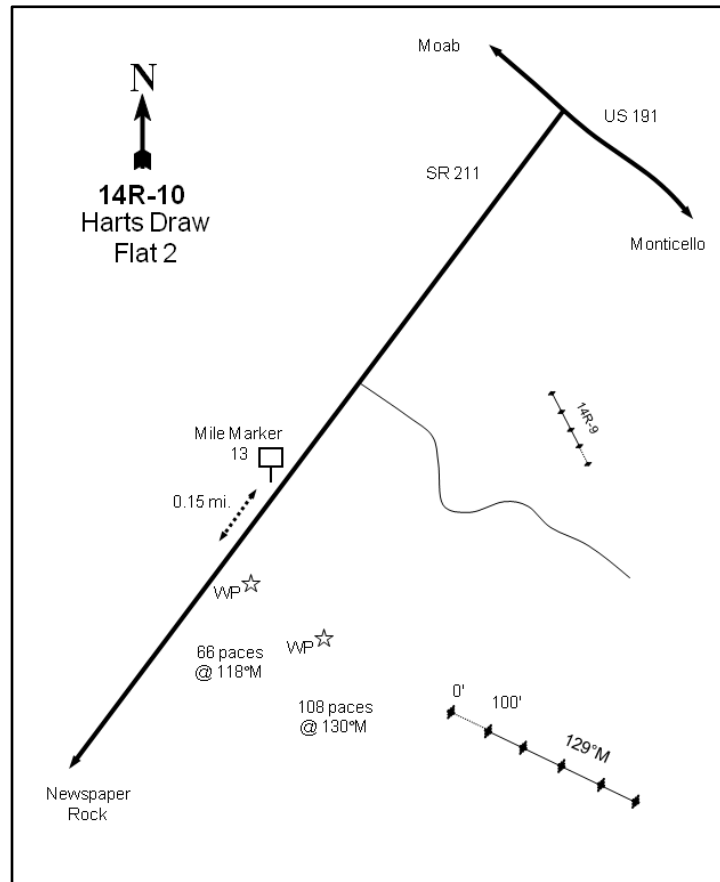 N
14R-10
Harts Draw
Flat 2
Moab
US 191
SR 211
Monticello
14R-9
Mile Marker
13
0.15 mi.
WP
66 paces
@ 118°M
WP
108 paces
@ 130°M
0'
100'
129°M
Newspaper
Rock